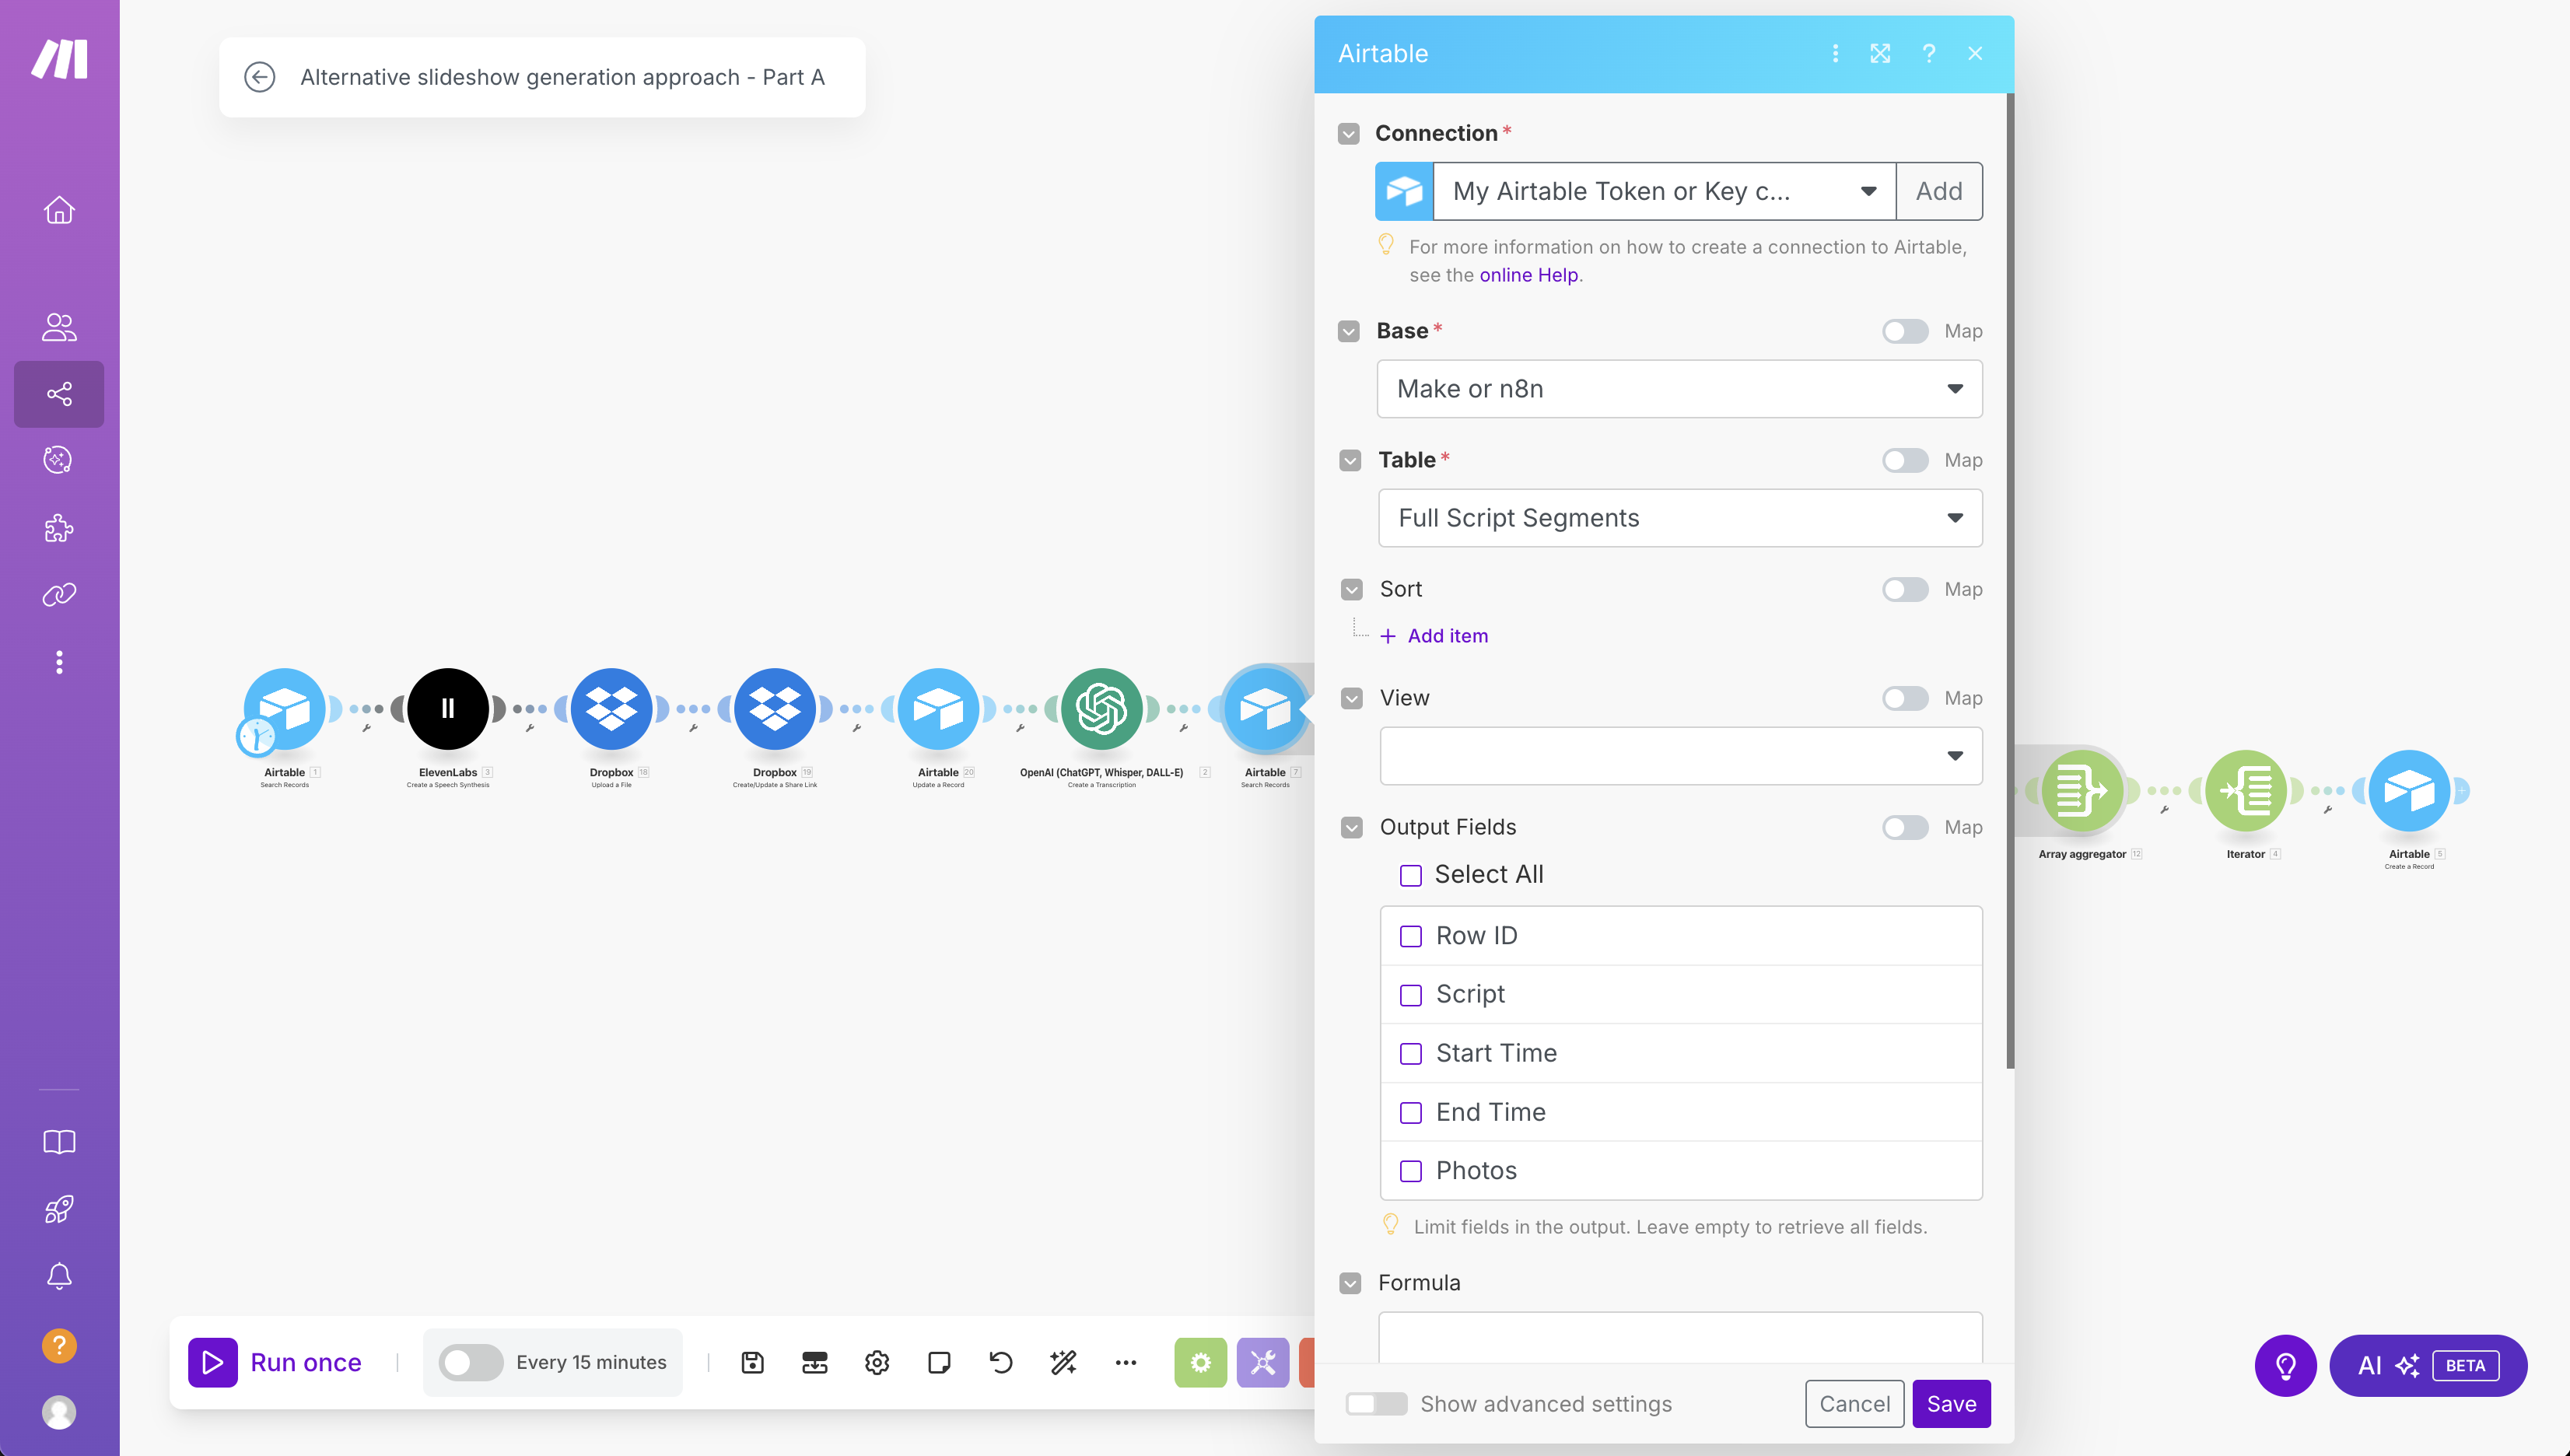 Alternative slideshow generation approach - Part A
Airtable 1
Search Records
ElevenLabs 3
Create a Speech Synthesis
Dropbox 18
Upload a File
Dropbox 19
Create/Update a Share Link
Airtable 20
Update a Record
OpenAI (ChatGPT, Whisper, DALL-E) 2
Create a Transcription
Airtable 7
Search Records
Airtable
Connection *
My Airtable Token or Key c...
Add
For more information on how to create a connection to Airtable,
see the online Help.
Base *
Map
Make or n8n
Table *
Map
Full Script Segments
Sort
Map
Add item
View
Map
Output Fields
Map
Select All
Row ID
Script
Start Time
End Time
Photos
Limit fields in the output. Leave empty to retrieve all fields.
Formula
Show advanced settings
Cancel
Save
Array aggregator 12
Iterator 4
Airtable 5
Create a Record
Run once
Every 15 minutes
AI
BETA